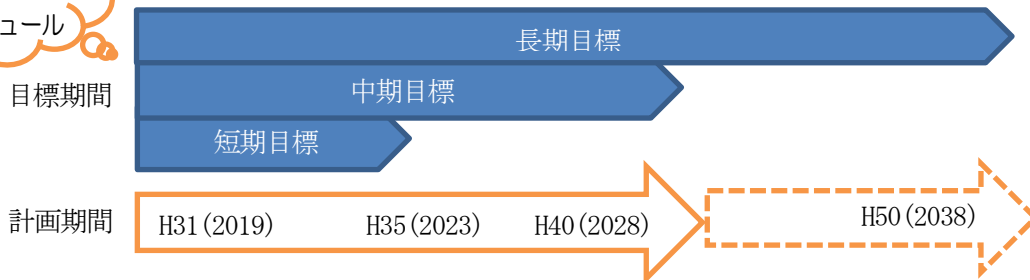 ュール
長期目標
目標期間
中期目標
短期目標
計画期間
H31(2019)
H35(2023)
H40(2028)
H50(2038)